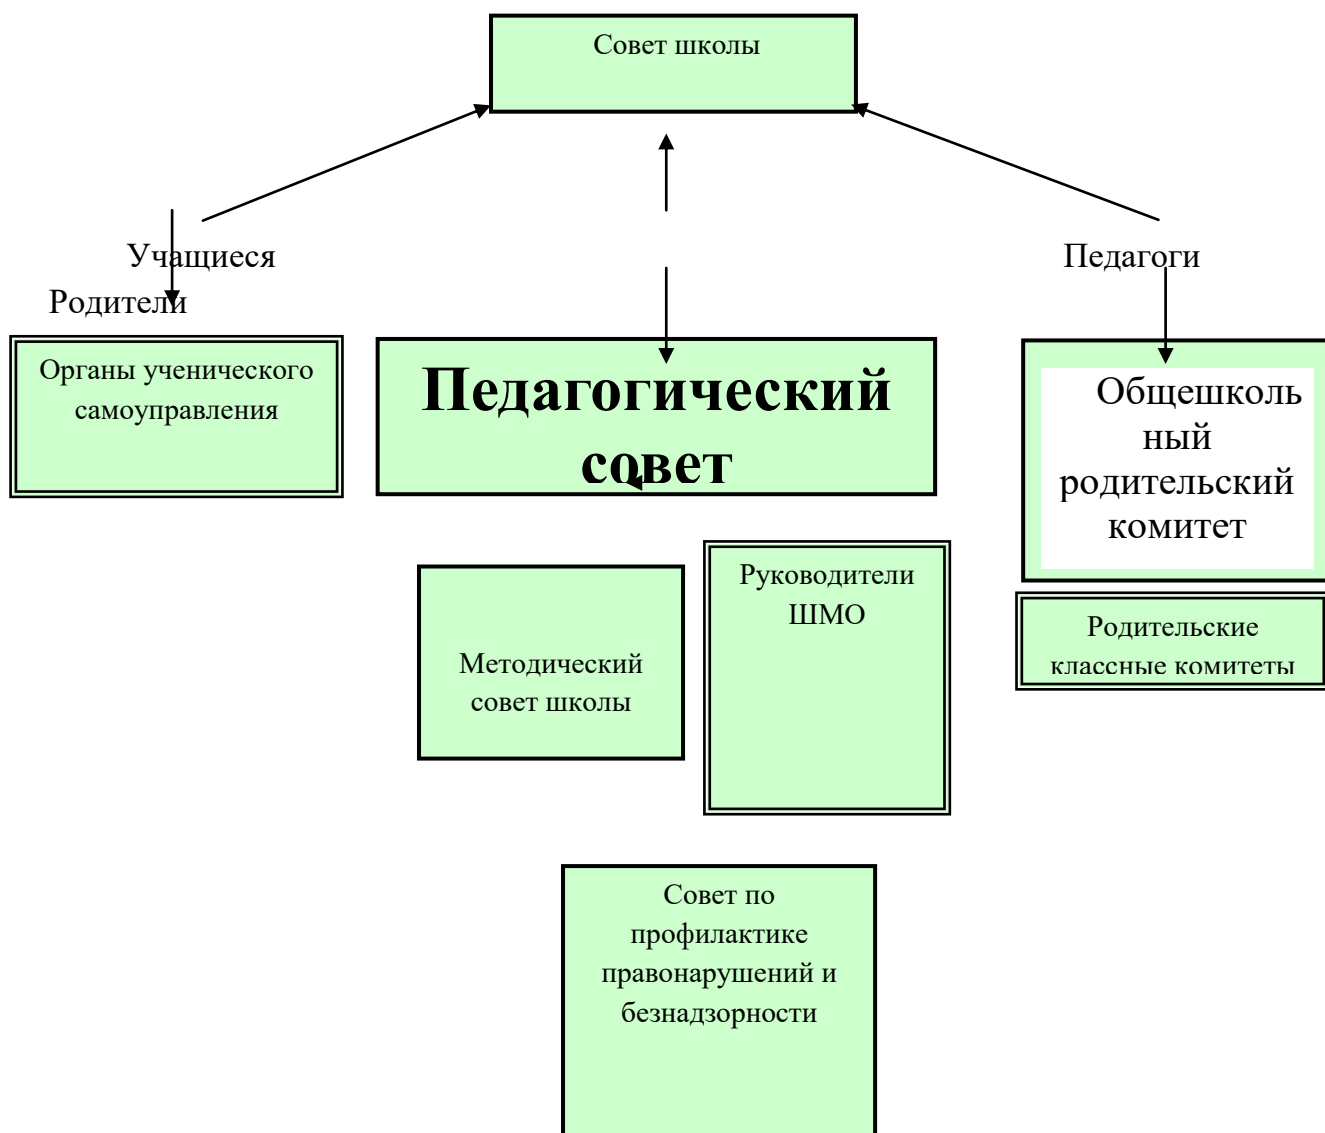 Совет школы
Учащиеся
Педагоги
Родители
Органы ученического
самоуправления
Педагогический
совет
Общешколь
ный
родительский
комитет
Методический
совет школы
Руководители
ШМО
Родительские
классные комитеты
Совет по
профилактике
правонарушений и
безнадзорности